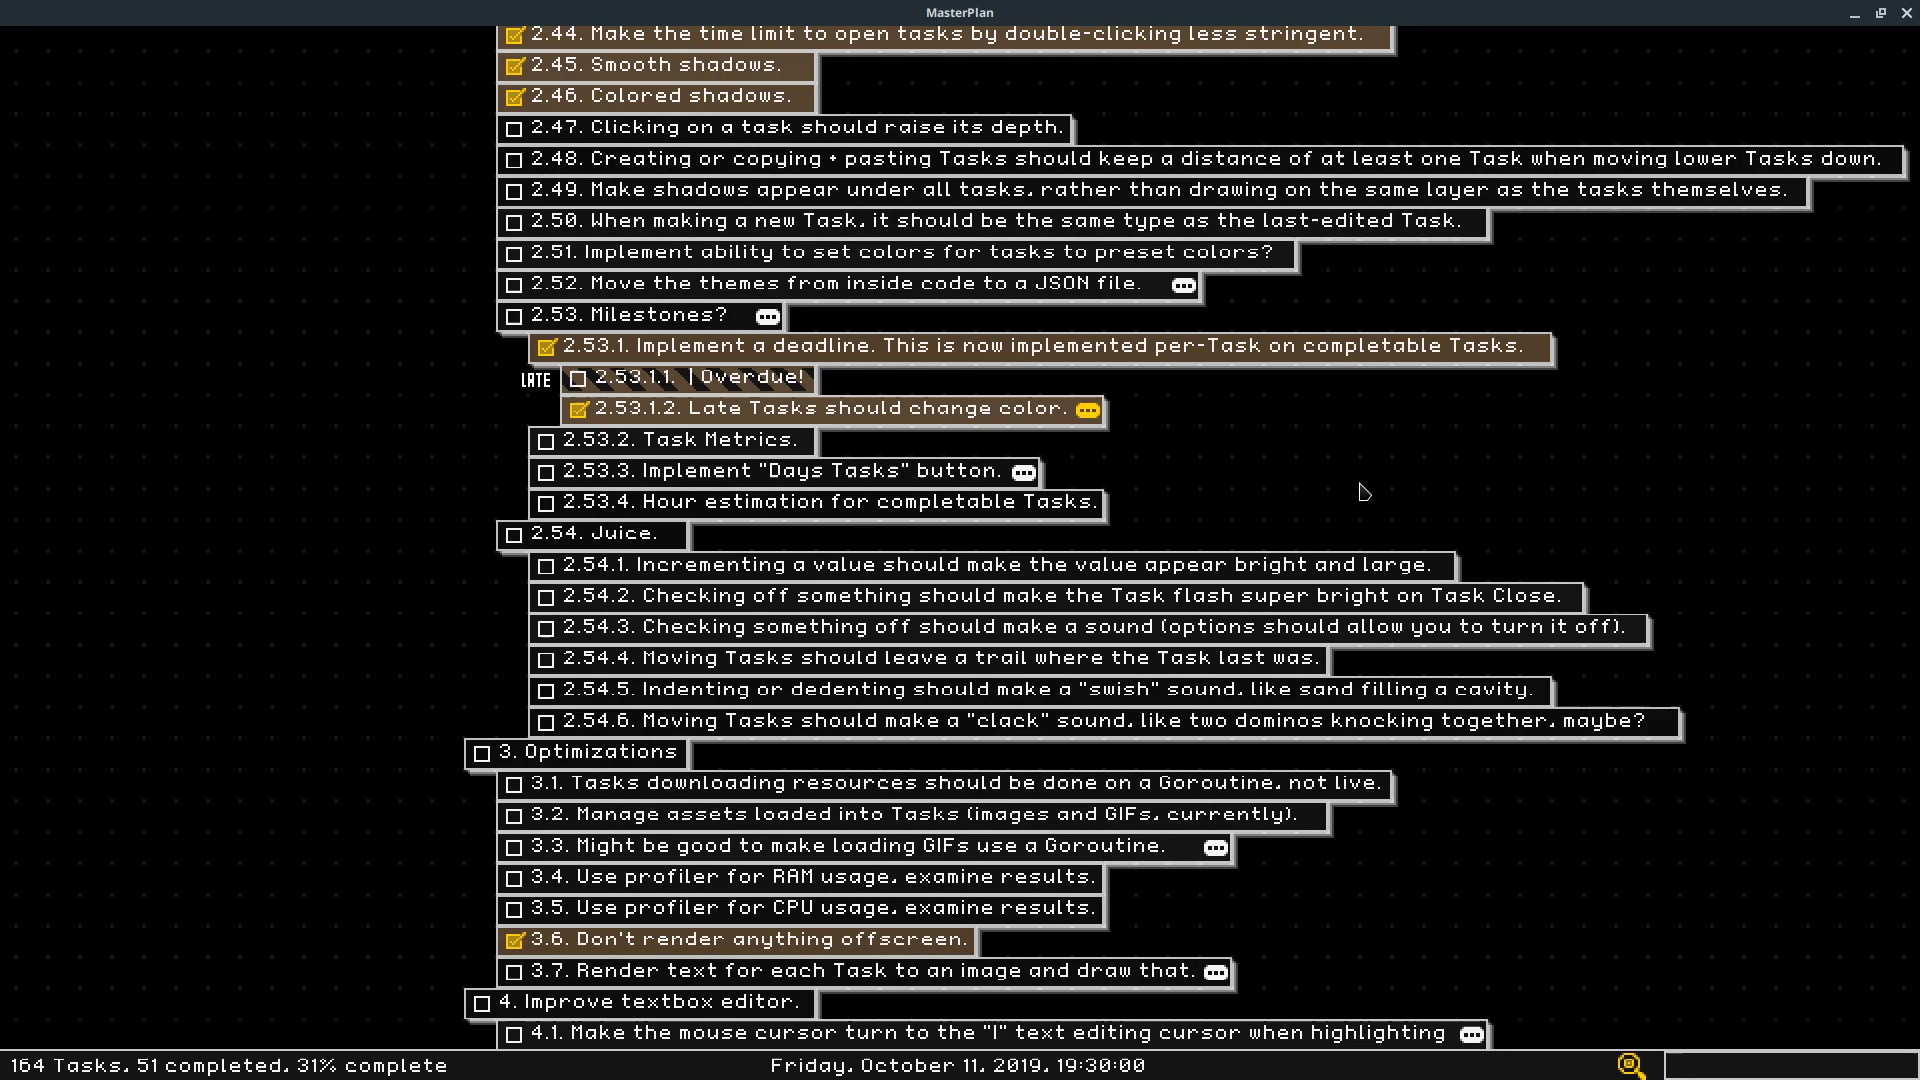 MasterPlan
2.44. Make the time limit to open tasks by double-clicking less stringent.
2.45. Smooth shadows.
2.46. Colored shadows.
2.47. Clicking on a task should raise its depth.
2.48. Creating or copying + pasting Tasks should keep a distance of at least one Task when moving lower Tasks down.
2.49. Make shadows appear under all tasks, rather than drawing on the same layer as the tasks themselves.
2.50. When making a new Task, it should be the same type as the last-edited Task.
2.51. Implement ability to set colors for tasks to preset colors?
2.52. Move the themes from inside code to a JSON file.
2.53. Milestones?
2.53.1. Implement a deadline. This is now implemented per-Task on completable Tasks.
LATE 2.53.1.1. | Overdue!
2.53.1.2. Late Tasks should change color.
2.53.2. Task Metrics.
2.53.3. Implement "Days Tasks" button.
2.53.4. Hour estimation for completable Tasks.
2.54. Juice.
2.54.1. Incrementing a value should make the value appear bright and large.
2.54.2. Checking off something should make the Task flash super bright on Task Close.
2.54.3. Checking something off should make a sound (options should allow you to turn it off).
2.54.4. Moving Tasks should leave a trail where the Task last was.
2.54.5. Indenting or dedenting should make a "swish" sound, like sand filling a cavity.
2.54.6. Moving Tasks should make a "clack" sound, like two dominos knocking together, maybe?
3. Optimizations
3.1. Tasks downloading resources should be done on a Goroutine, not live.
3.2. Manage assets loaded into Tasks (images and GIFs, currently).
3.3. Might be good to make loading GIFs use a Goroutine.
3.4. Use profiler for RAM usage, examine results.
3.5. Use profiler for CPU usage, examine results.
3.6. Don't render anything offscreen.
3.7. Render text for each Task to an image and draw that.
4. Improve textbox editor.
4.1. Make the mouse cursor turn to the "I" text editing cursor when highlighting
164 Tasks, 51 completed, 31% complete
Friday, October 11, 2019, 19:30:00